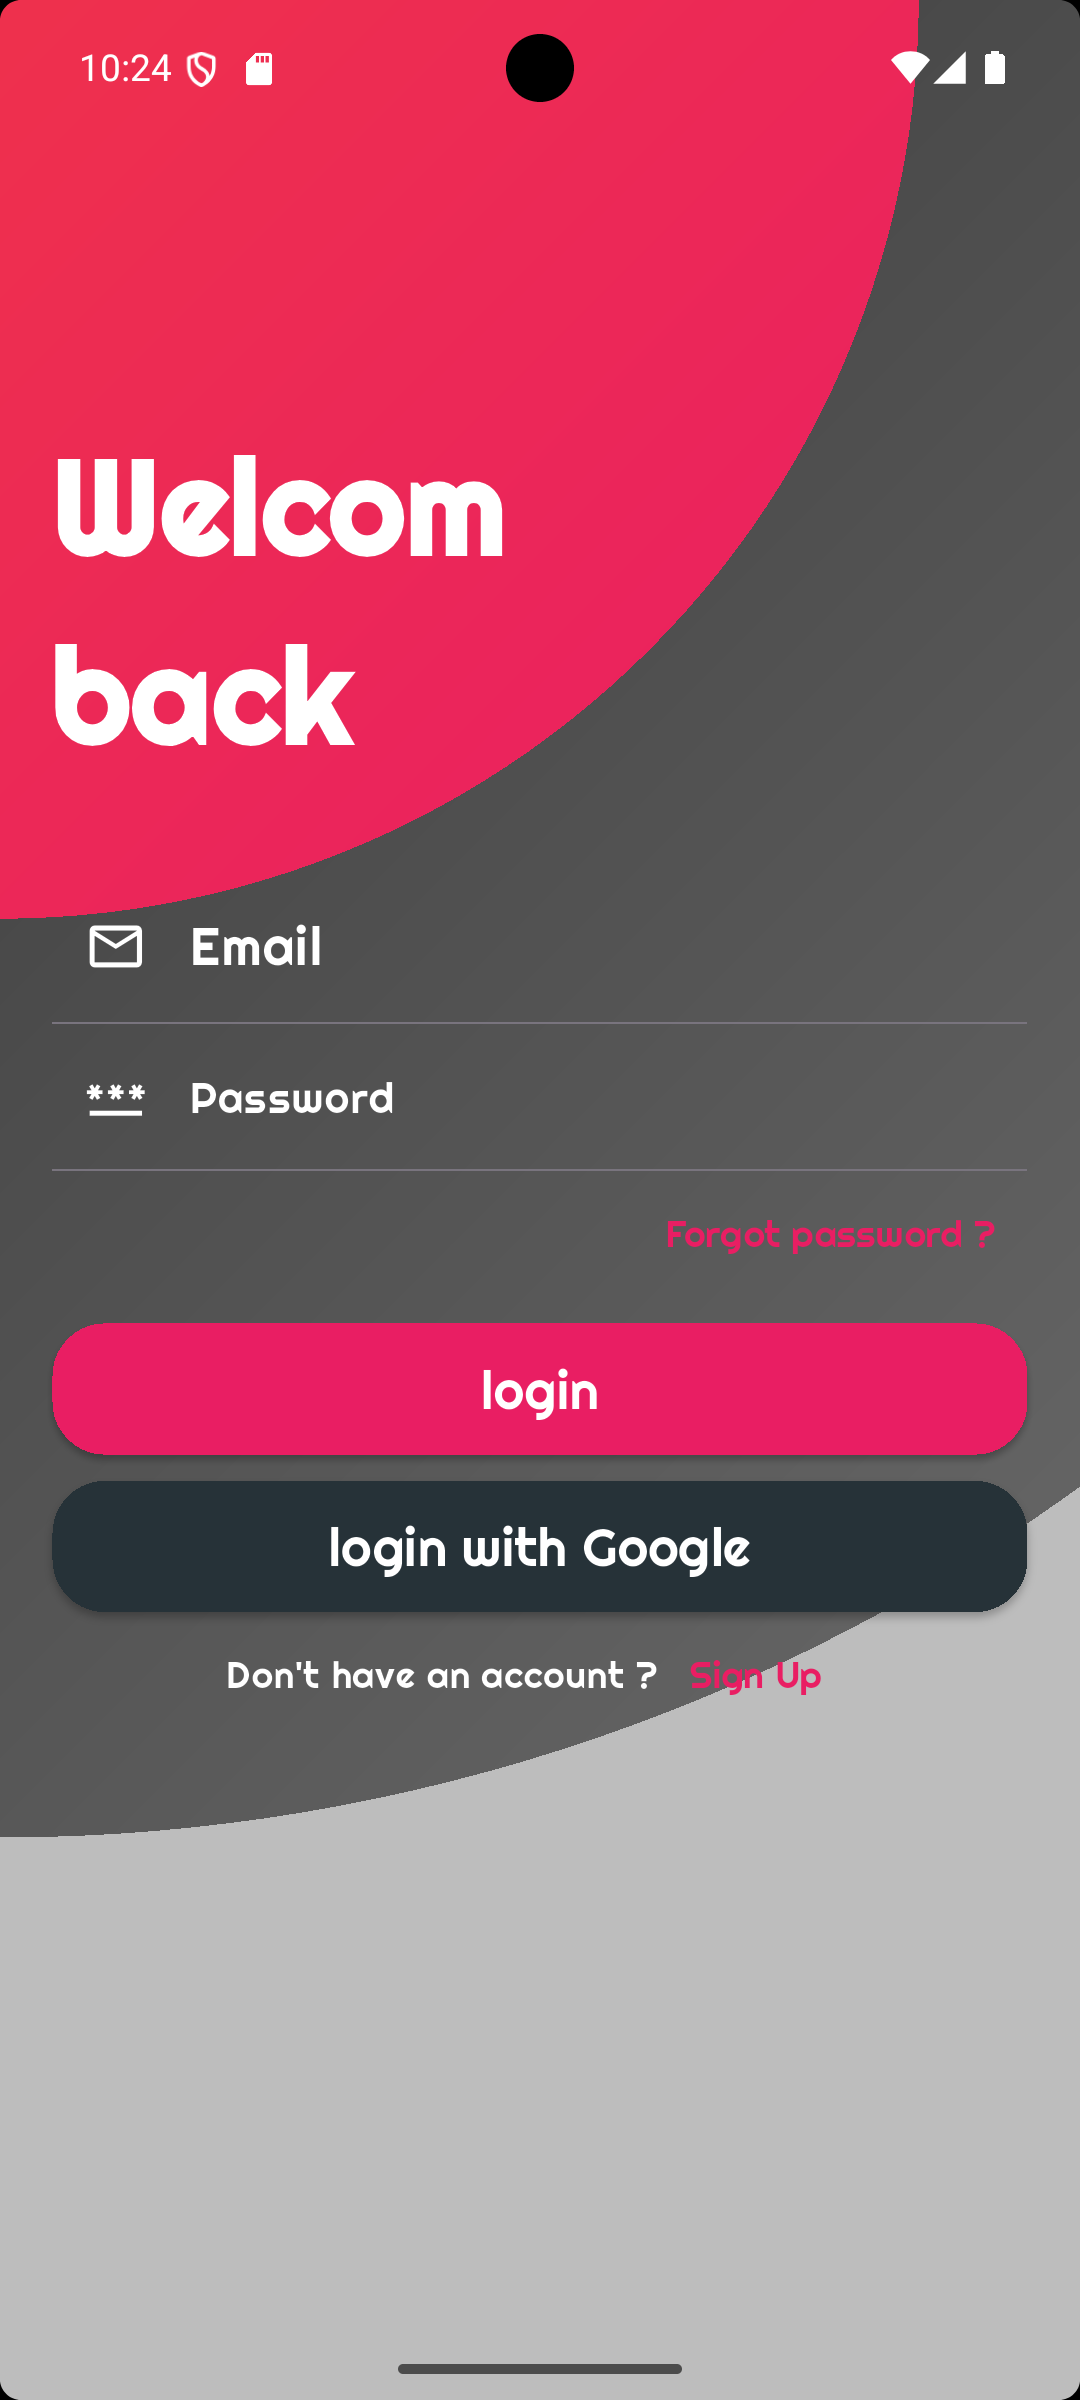 10:24
Welcom
back
Email
***
Password
Forgot password ?
login
login with Google
Don't have an account ? Sign Up